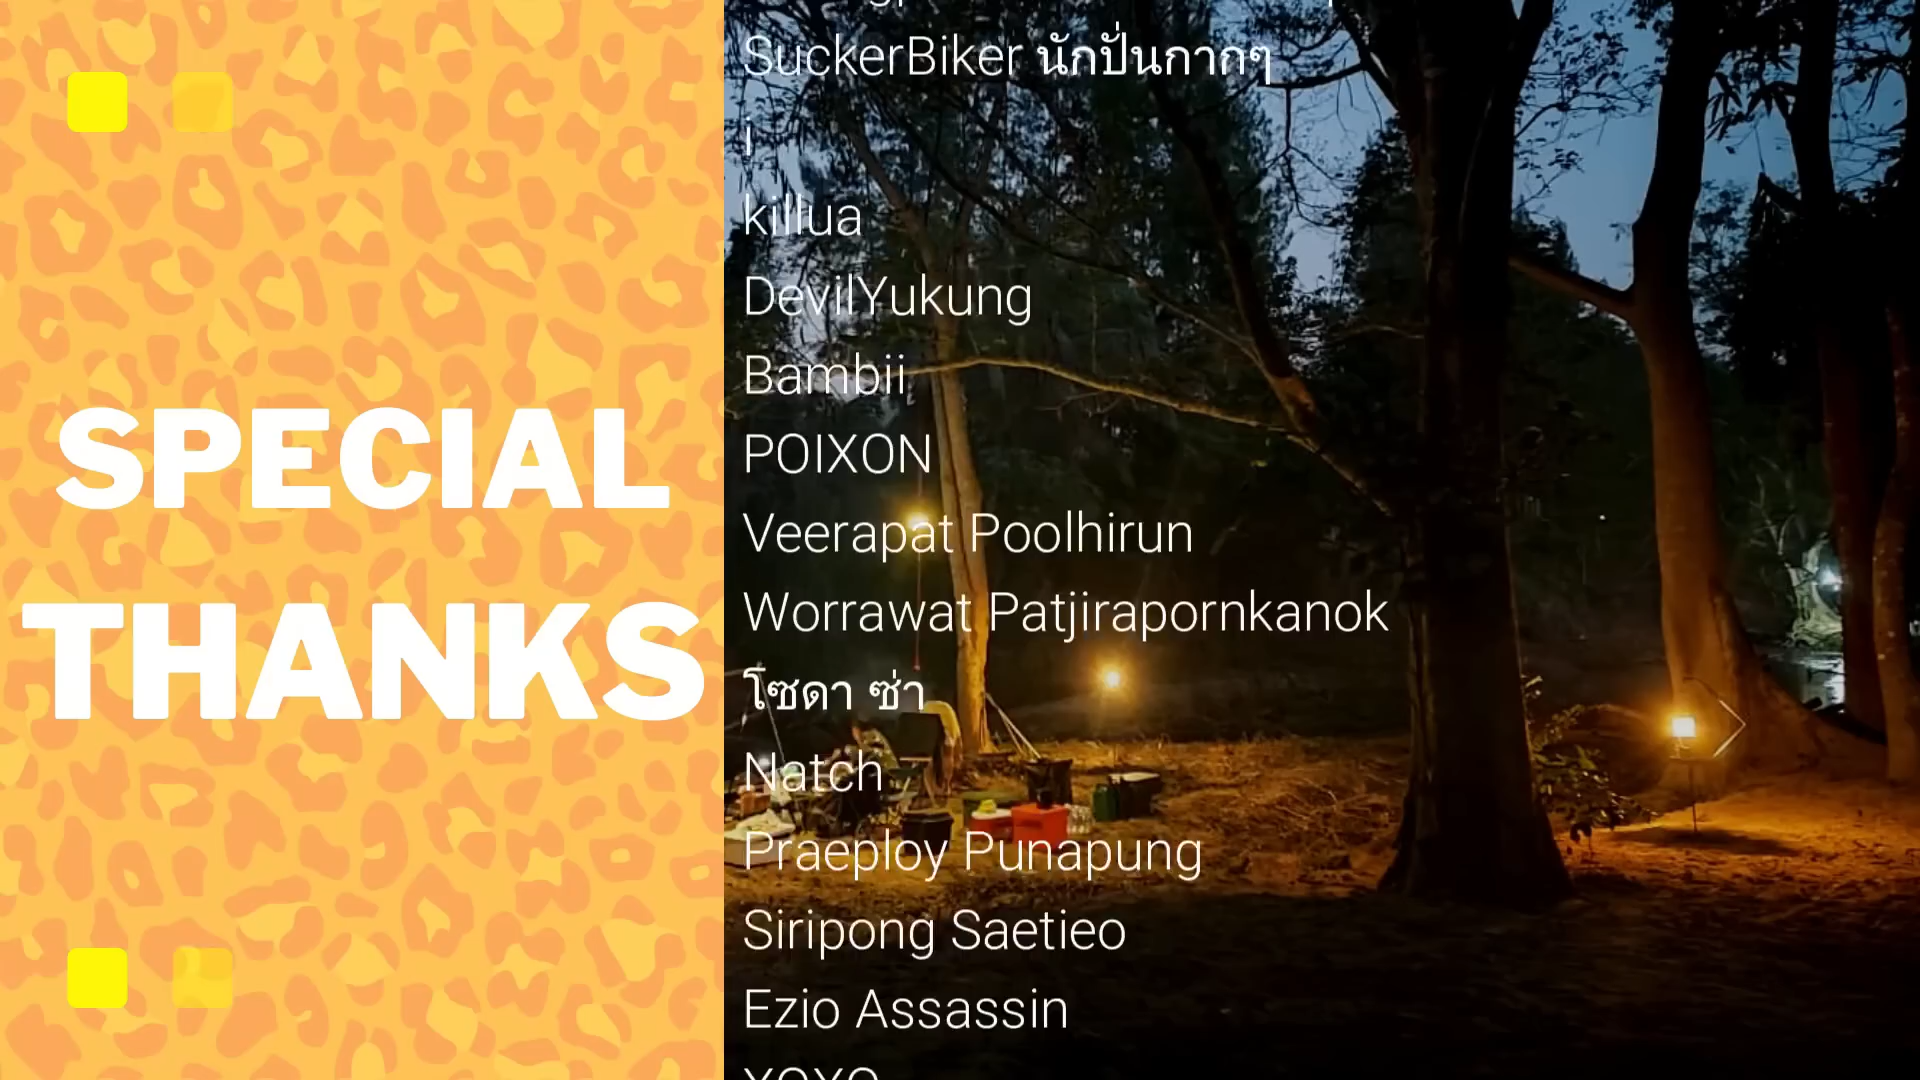 SPECIAL
THANKS
SuckerBiker นักปั่นกากๆ
killua
DevilYukung
Bambii
POIXON
Veerapat Poolhirun
Worrawat Patjirapornkanok
โซดา ซ่า
Natch
Praeploy Punapung
Siripong Saetieo
Ezio Assassin